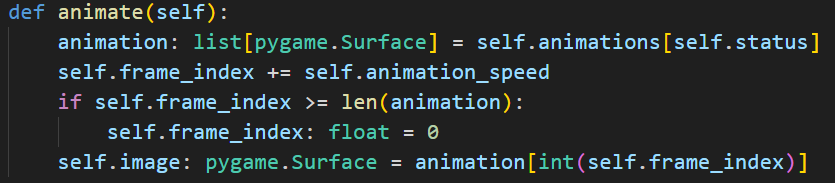 def animate(self):
    animation: list[pygame.Surface] = self.animations[self.status]
    self.frame_index += self.animation_speed
    if self.frame_index >= len(animation):
        self.frame_index: float = 0
    self.image: pygame.Surface = animation[int(self.frame_index)]